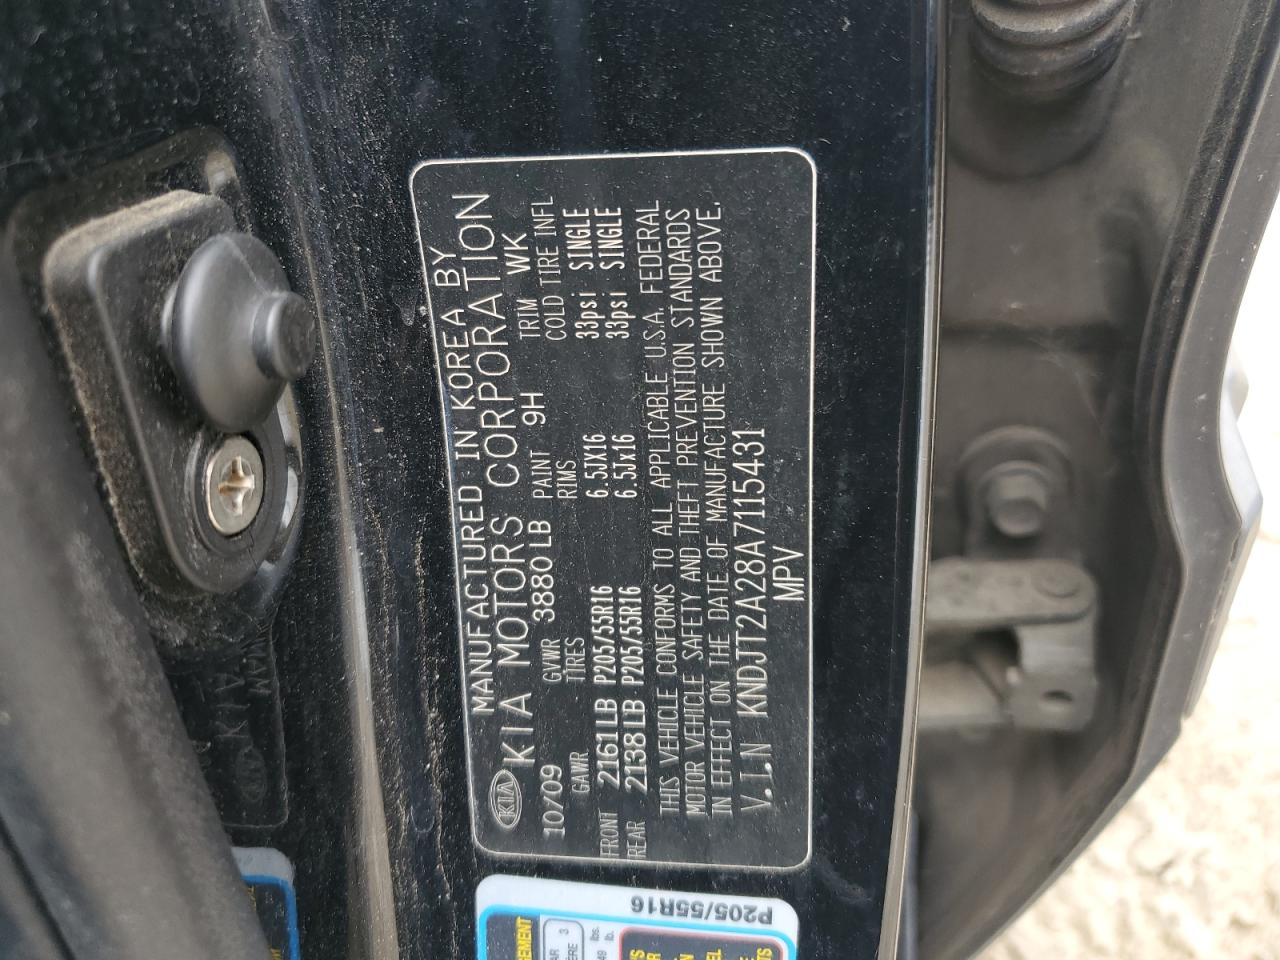 MANUFACTURED IN KOREA BY
KIA KIA MOTORS CORPORATION
10/09 GVWR 3880LB PAINT 9H TRIM WK
GAWR TIRES RIMS COLD TIRE INFL
FRONT 2161LB P205/55R16 6.5JX16 33psi SINGLE
REAR 2138LB P205/55R16 6.5Jx16 33psi SINGLE
THIS VEHICLE CONFORMS TO ALL APPLICABLE U.S.A. FEDERAL
MOTOR VEHICLE SAFETY AND THEFT PREVENTION STANDARDS
IN EFFECT ON THE DATE OF MANUFACTURE SHOWN ABOVE.
V.I.N KNDJT2A28A7115431
MPV
P205/55R16